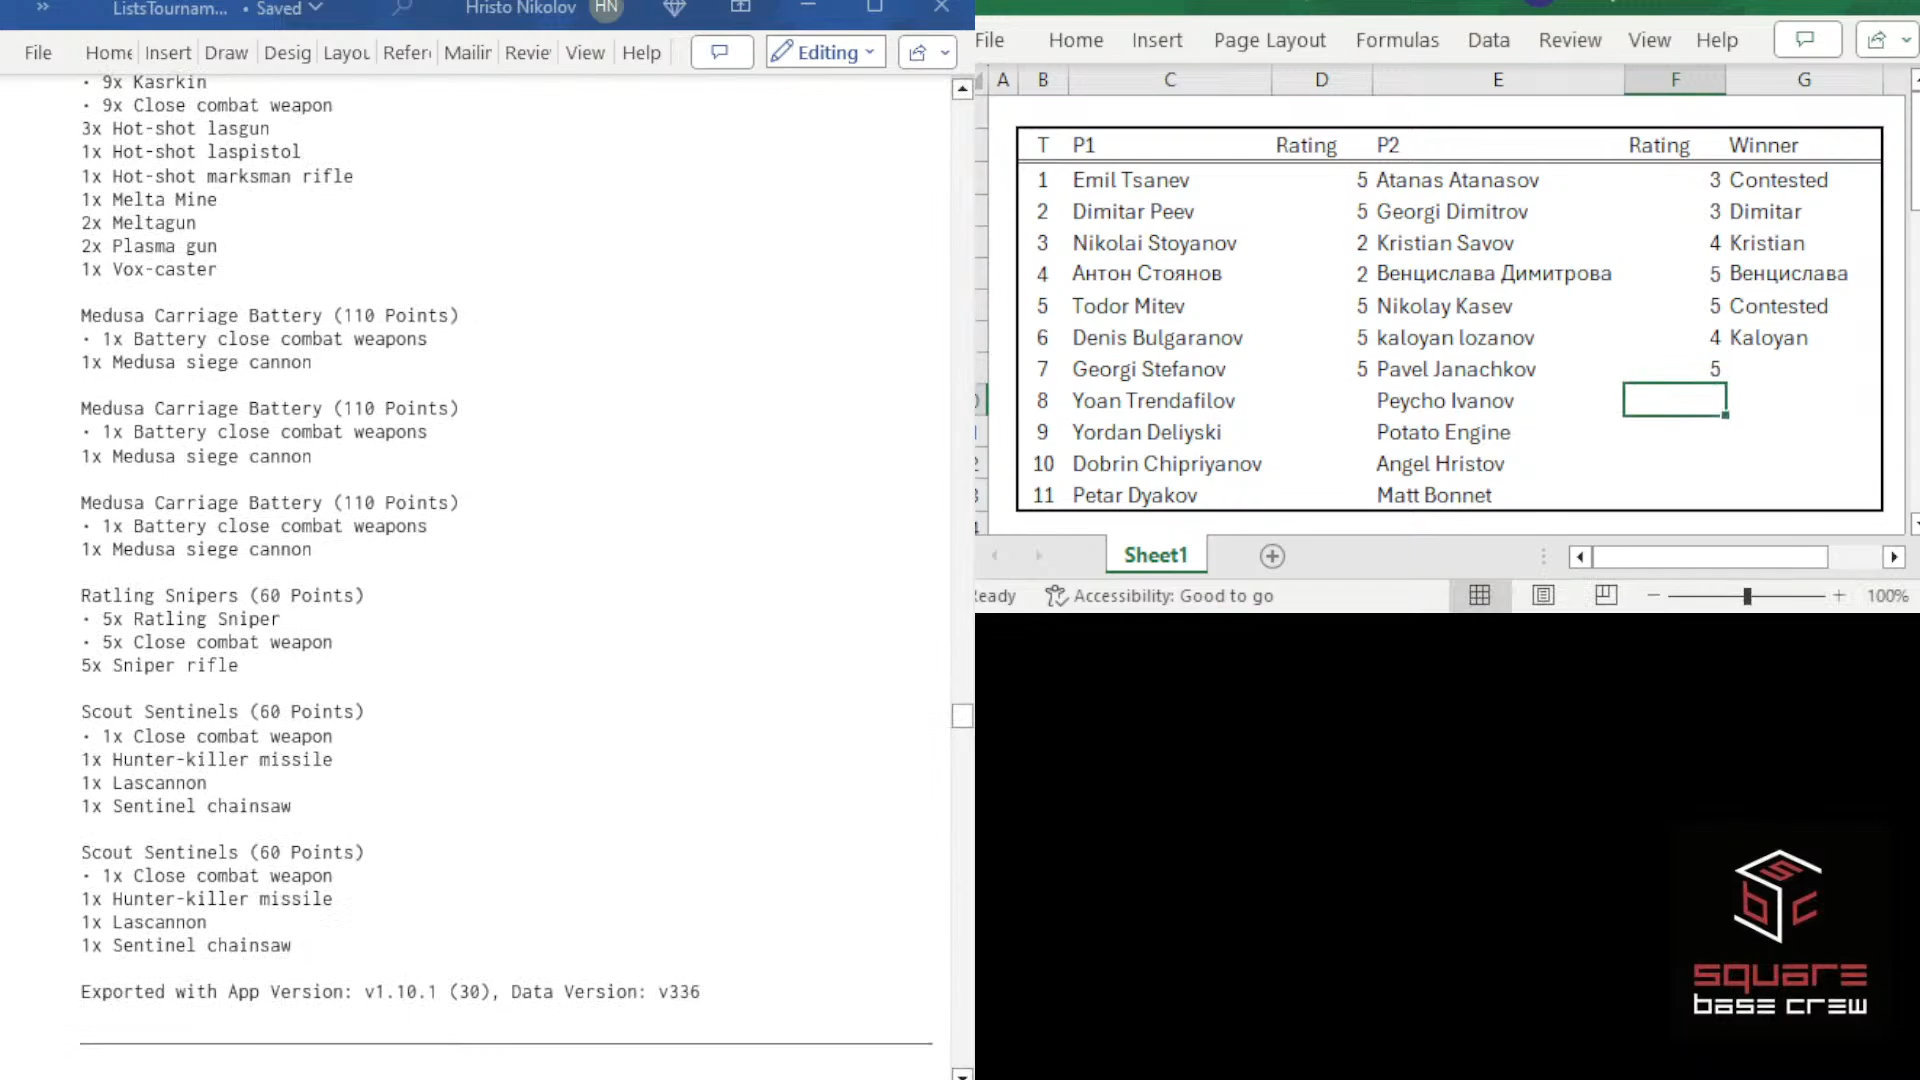 ListsTournam... • Saved
Hristo Nikolov HN
File Home Insert Draw Desig Layou Refer Mailin Revie View Help Editing
• 9x Kasrkin
• 9x Close combat weapon
3x Hot-shot lasgun
1x Hot-shot laspistol
1x Hot-shot marksman rifle
1x Melta Mine
2x Meltagun
2x Plasma gun
1x Vox-caster
Medusa Carriage Battery (110 Points)
• 1x Battery close combat weapons
1x Medusa siege cannon
Medusa Carriage Battery (110 Points)
• 1x Battery close combat weapons
1x Medusa siege cannon
Medusa Carriage Battery (110 Points)
• 1x Battery close combat weapons
1x Medusa siege cannon
Ratling Snipers (60 Points)
• 5x Ratling Sniper
• 5x Close combat weapon
5x Sniper rifle
Scout Sentinels (60 Points)
• 1x Close combat weapon
1x Hunter-killer missile
1x Lascannon
1x Sentinel chainsaw
Scout Sentinels (60 Points)
• 1x Close combat weapon
1x Hunter-killer missile
1x Lascannon
1x Sentinel chainsaw
Exported with App Version: v1.10.1 (30), Data Version: v336
File Home Insert Page Layout Formulas Data Review View Help
A B C D E F G
T P1 Rating P2 Rating Winner
1 Emil Tsanev 5 Atanas Atanasov 3 Contested
2 Dimitar Peev 5 Georgi Dimitrov 3 Dimitar
3 Nikolai Stoyanov 2 Kristian Savov 4 Kristian
4 Антон Стоянов 2 Венцислава Димитрова 5 Венцислава
5 Todor Mitev 5 Nikolay Kasev 5 Contested
6 Denis Bulgaranov 5 kaloyan lozanov 4 Kaloyan
7 Georgi Stefanov 5 Pavel Janachkov 5
8 Yoan Trendafilov Peycho Ivanov
9 Yordan Deliyski Potato Engine
10 Dobrin Chipriyanov Angel Hristov
11 Petar Dyakov Matt Bonnet
Sheet1
eady Accessibility: Good to go 100%
sbc
square
base crew